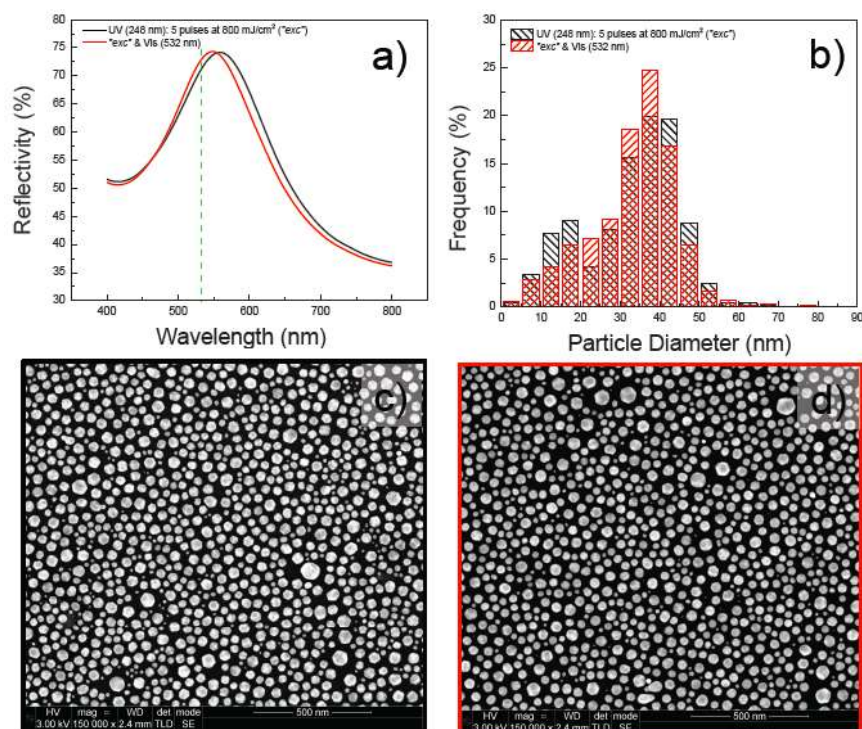 UV (248 nm): 5 pulses at 800 mJ/cm² ("exc")
"exc" & Vis (532 nm)
a)
80
75
70
65
60
55
50
45
40
35
30
Reflectivity (%)
400
500
600
700
800
Wavelength (nm)
UV (248 nm): 5 pulses at 800 mJ/cm² ("exc")
"exc" & Vis (532 nm)
b)
30
25
20
15
10
5
0
Frequency (%)
0
10
20
30
40
50
60
70
80
90
Particle Diameter (nm)
c)
HV mag = WD det mode
3.00 kV 150 000 x 2.4 mm TLD SE
500 nm
d)
HV mag = WD det mode
3.00 kV 150 000 x 2.4 mm TLD SE
500 nm